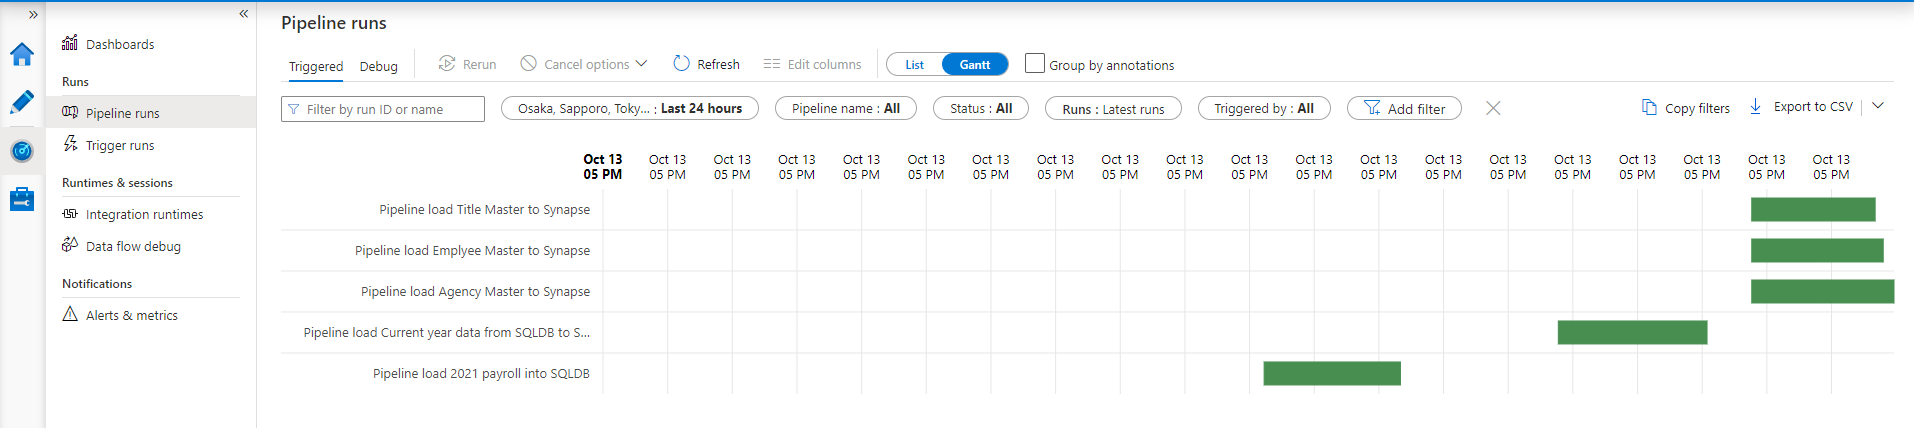 Pipeline runs
Dashboards
Runs
Pipeline runs
Trigger runs
Runtimes & sessions
Integration runtimes
Data flow debug
Notifications
Alerts & metrics
Triggered Debug Rerun Cancel options Refresh Edit columns List Gantt Group by annotations
Filter by run ID or name Osaka, Sapporo, Toky... : Last 24 hours Pipeline name : All Status : All Runs : Latest runs Triggered by : All Add filter Copy filters Export to CSV
Oct 13 Oct 13 Oct 13 Oct 13 Oct 13 Oct 13 Oct 13 Oct 13 Oct 13 Oct 13 Oct 13 Oct 13 Oct 13 Oct 13 Oct 13 Oct 13 Oct 13 Oct 13 Oct 13 Oct 13
05 PM 05 PM 05 PM 05 PM 05 PM 05 PM 05 PM 05 PM 05 PM 05 PM 05 PM 05 PM 05 PM 05 PM 05 PM 05 PM 05 PM 05 PM 05 PM 05 PM
Pipeline load Title Master to Synapse
Pipeline load Emplyee Master to Synapse
Pipeline load Agency Master to Synapse
Pipeline load Current year data from SQLDB to S...
Pipeline load 2021 payroll into SQLDB